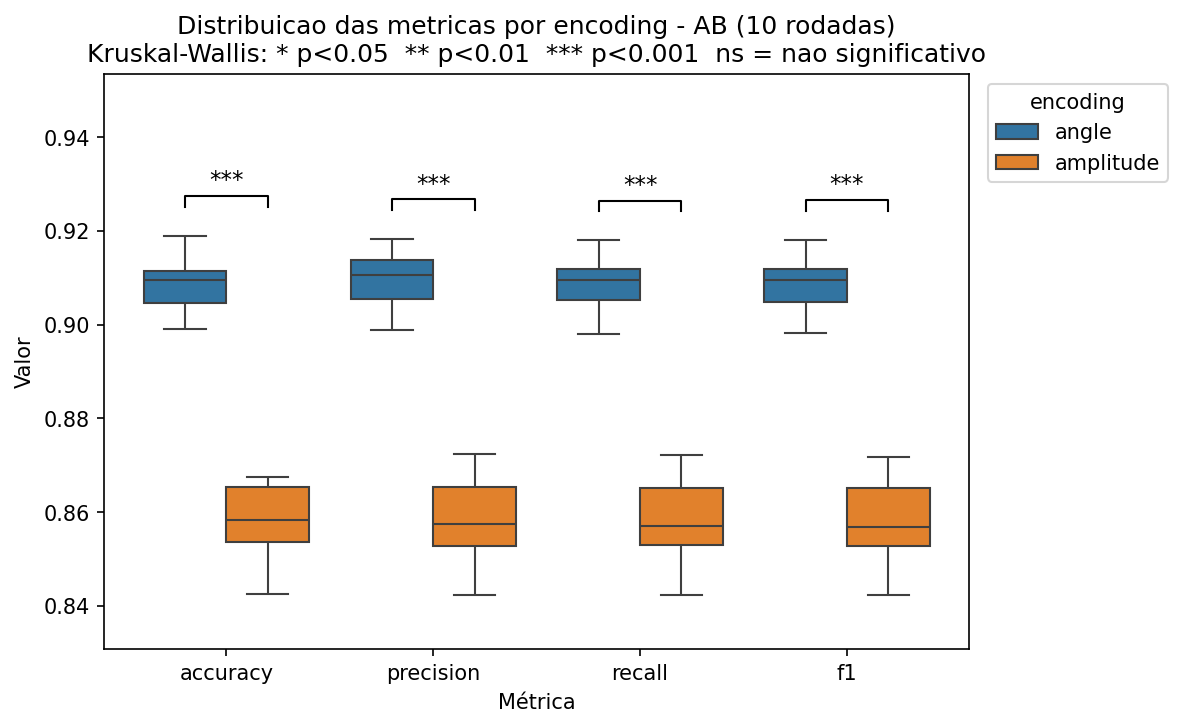 Distribuicao das metricas por encoding - AB (10 rodadas)
Kruskal-Wallis: * p<0.05  ** p<0.01  *** p<0.001  ns = nao significativo
encoding
angle
amplitude
Valor
0.94
0.92
0.90
0.88
0.86
0.84
***
***
***
***
accuracy
precision
recall
f1
Métrica